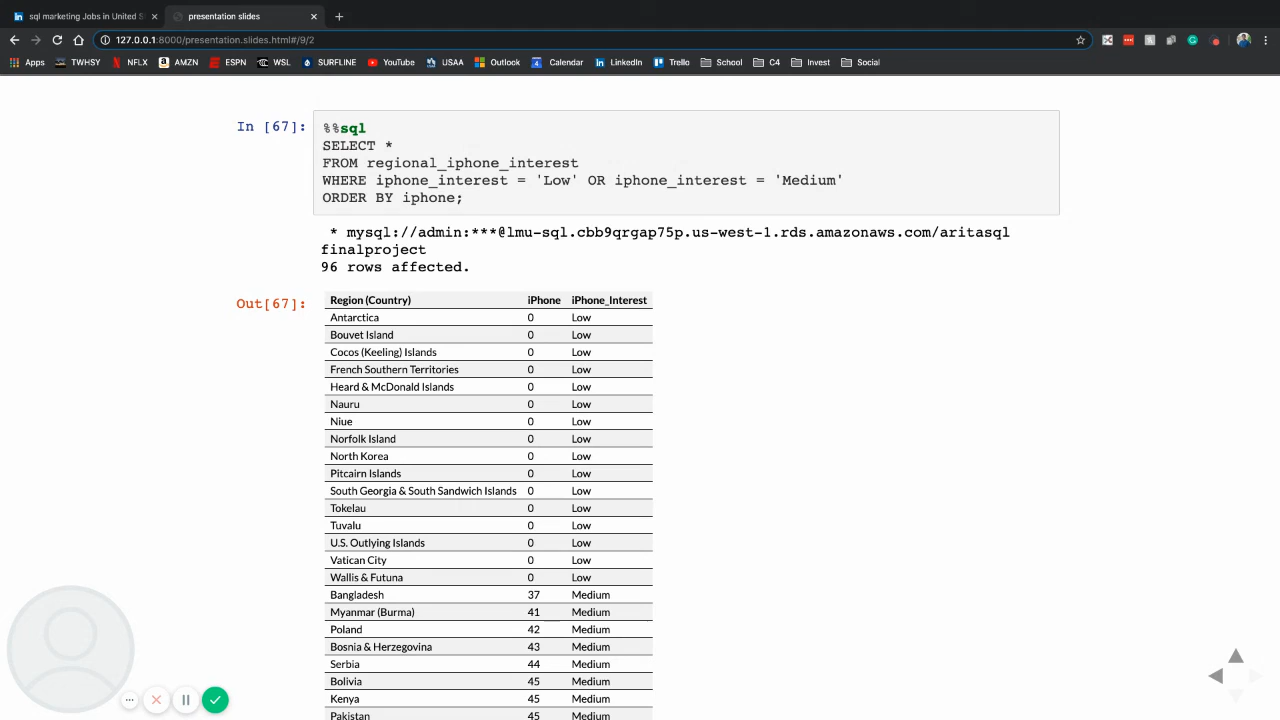 sql marketing Jobs in United S
presentation slides
127.0.0.1:8000/presentation.slides.html#/9/2
Apps TWHSY NFLX AMZN ESPN WSL SURFLINE YouTube USAA Outlook Calendar LinkedIn Trello School C4 Invest Social
In [67]:
%%sql
SELECT *
FROM regional_iphone_interest
WHERE iphone_interest = 'Low' OR iphone_interest = 'Medium'
ORDER BY iphone;
* mysql://admin:***@lmu-sql.cbb9qrgap75p.us-west-1.rds.amazonaws.com/aritasql
finalproject
96 rows affected.
Out[67]:
Region (Country) iPhone iPhone_Interest
Antarctica 0 Low
Bouvet Island 0 Low
Cocos (Keeling) Islands 0 Low
French Southern Territories 0 Low
Heard & McDonald Islands 0 Low
Nauru 0 Low
Niue 0 Low
Norfolk Island 0 Low
North Korea 0 Low
Pitcairn Islands 0 Low
South Georgia & South Sandwich Islands 0 Low
Tokelau 0 Low
Tuvalu 0 Low
U.S. Outlying Islands 0 Low
Vatican City 0 Low
Wallis & Futuna 0 Low
Bangladesh 37 Medium
Myanmar (Burma) 41 Medium
Poland 42 Medium
Bosnia & Herzegovina 43 Medium
Serbia 44 Medium
Bolivia 45 Medium
Kenya 45 Medium
Pakistan 45 Medium